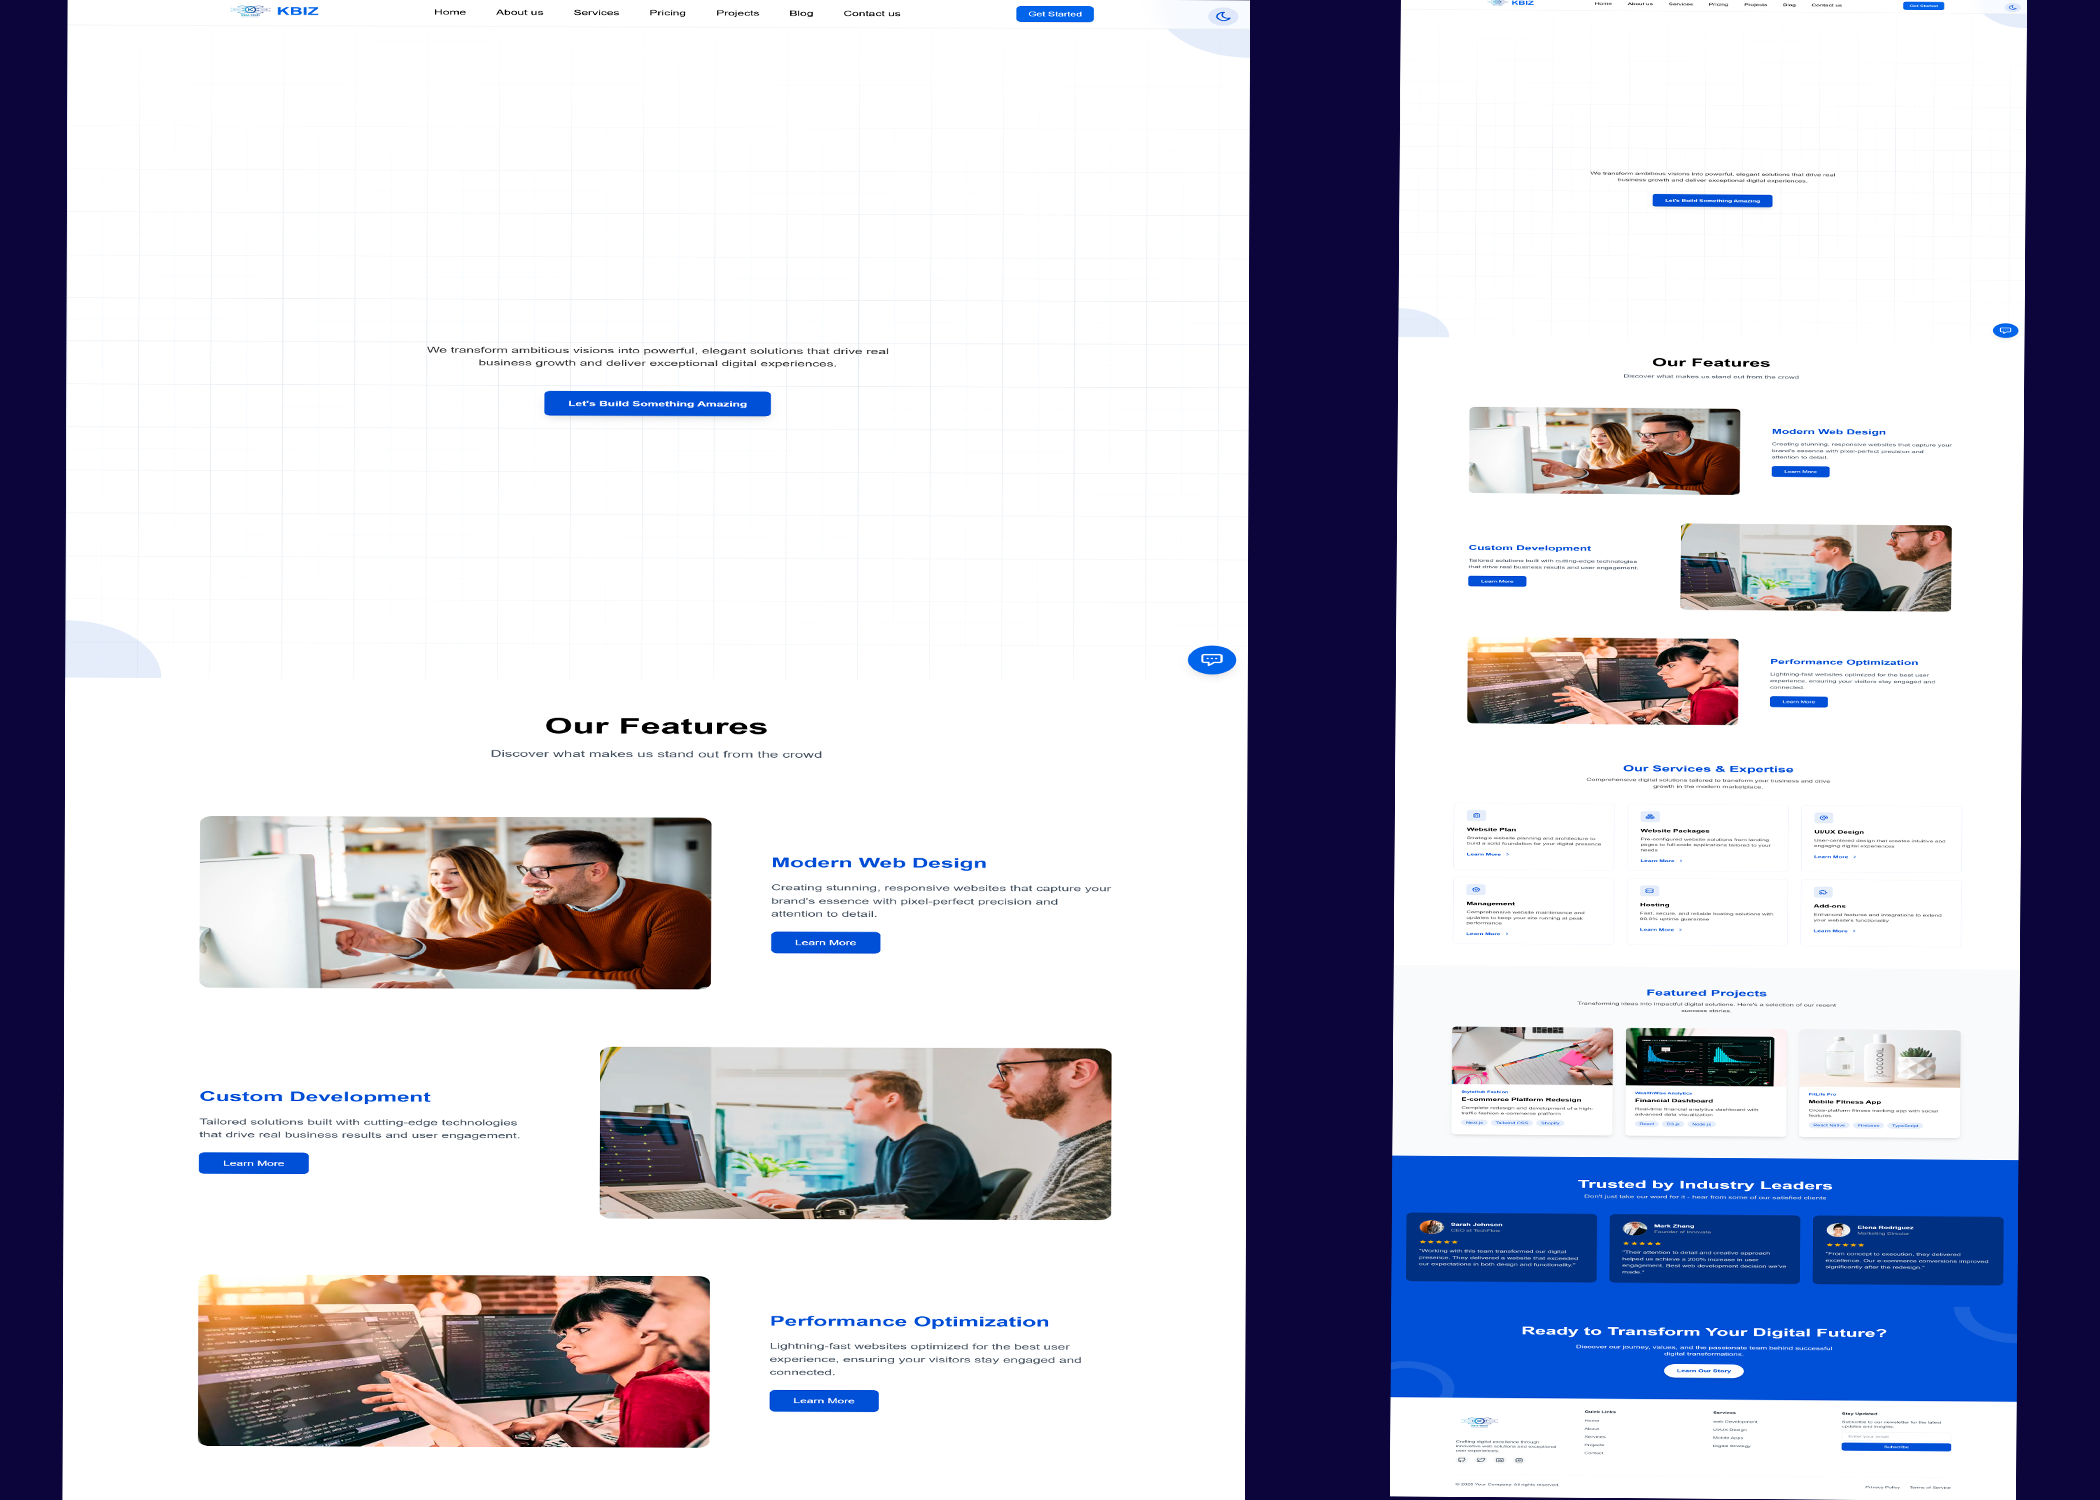 KBIZ
Home
About us
Services
Pricing
Projects
Blog
Contact us
Get Started
We transform ambitious visions into powerful, elegant solutions that drive real
business growth and deliver exceptional digital experiences.
Let's Build Something Amazing
Our Features
Discover what makes us stand out from the crowd
Modern Web Design
Creating stunning, responsive websites that capture your
brand's essence with pixel-perfect precision and
attention to detail.
Learn More
Custom Development
Tailored solutions built with cutting-edge technologies
that drive real business results and user engagement.
Learn More
Performance Optimization
Lightning-fast websites optimized for the best user
experience, ensuring your visitors stay engaged and
connected.
Learn More
KBIZ
Home
About us
Services
Pricing
Projects
Blog
Contact us
Get Started
We transform ambitious visions into powerful, elegant solutions that drive real
business growth and deliver exceptional digital experiences.
Let's Build Something Amazing
Our Features
Discover what makes us stand out from the crowd
Modern Web Design
Creating stunning, responsive websites that capture your
brand's essence with pixel-perfect precision and
attention to detail.
Learn More
Custom Development
Tailored solutions built with cutting-edge technologies
that drive real business results and user engagement.
Learn More
Performance Optimization
Lightning-fast websites optimized for the best user
experience, ensuring your visitors stay engaged and
connected.
Learn More
Our Services & Expertise
Comprehensive digital solutions tailored to transform your business and drive
growth in the modern marketplace.
Website Plan
Strategic website planning and architecture to
build a solid foundation for your digital presence
Learn More
Website Packages
Pre-configured website solutions from landing
pages to full-scale applications tailored to your
needs
Learn More
UI/UX Design
User-centered design that creates intuitive and
engaging digital experiences
Learn More
Management
Comprehensive website maintenance and
updates to keep your site running at peak
performance
Learn More
Hosting
Fast, secure, and reliable hosting solutions with
99.9% uptime guarantee
Learn More
Add-ons
Enhanced features and integrations to extend
your website's functionality
Learn More
Featured Projects
Transforming ideas into impactful digital solutions. Here's a selection of our recent
success stories.
StyleHub Fashion
E-commerce Platform Redesign
Complete redesign and development of a high-
traffic fashion e-commerce platform
Next.js
Tailwind CSS
Shopify
WealthWise Analytics
Financial Dashboard
Real-time financial analytics dashboard with
advanced data visualization
React
D3.js
Node.js
COCOOIL
FitLife Pro
Mobile Fitness App
Cross-platform fitness tracking app with social
features
React Native
Firebase
TypeScript
Trusted by Industry Leaders
Don't just take our word for it - hear from some of our satisfied clients
Sarah Johnson
CEO at TechFlow
"Working with this team transformed our digital
presence. They delivered a website that exceeded
our expectations in both design and functionality."
Mark Zhang
Founder of Innovate
"Their attention to detail and creative approach
helped us achieve a 200% increase in user
engagement. Best web development decision we've
made."
Elena Rodriguez
Marketing Director
"From concept to execution, they delivered
excellence. Our e-commerce conversions improved
significantly after the redesign."
Ready to Transform Your Digital Future?
Discover our journey, values, and the passionate team behind successful
digital transformations.
Learn Our Story
Crafting digital excellence through
innovative web solutions and exceptional
user experiences.
Quick Links
Home
About
Services
Projects
Contact
Services
Web Development
UI/UX Design
Mobile Apps
Digital Strategy
Stay Updated
Subscribe to our newsletter for the latest
updates and insights.
Enter your email
Subscribe
© 2025 Your Company. All rights reserved.
Privacy Policy
Terms of Service